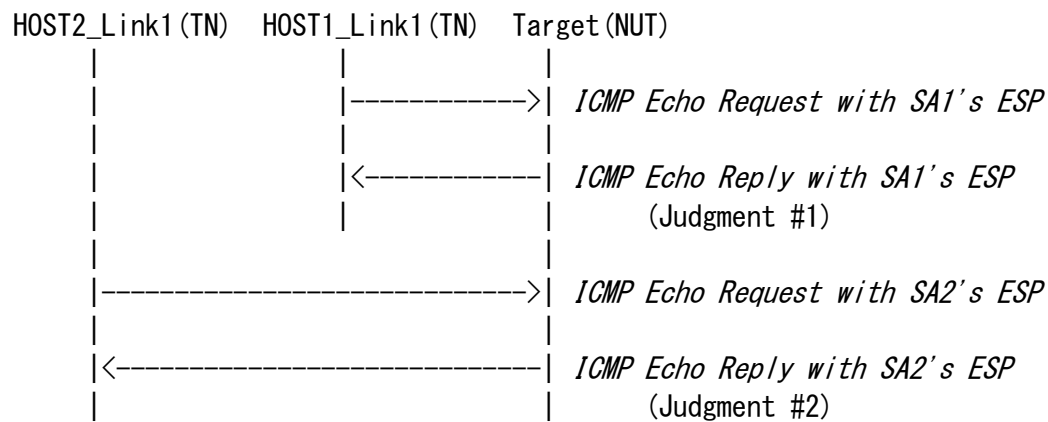 HOST2_Link1(TN) HOST1_Link1(TN) Target(NUT)
ICMP Echo Request with SA1's ESP
ICMP Echo Reply with SA1's ESP
(Judgment #1)
ICMP Echo Request with SA2's ESP
ICMP Echo Reply with SA2's ESP
(Judgment #2)